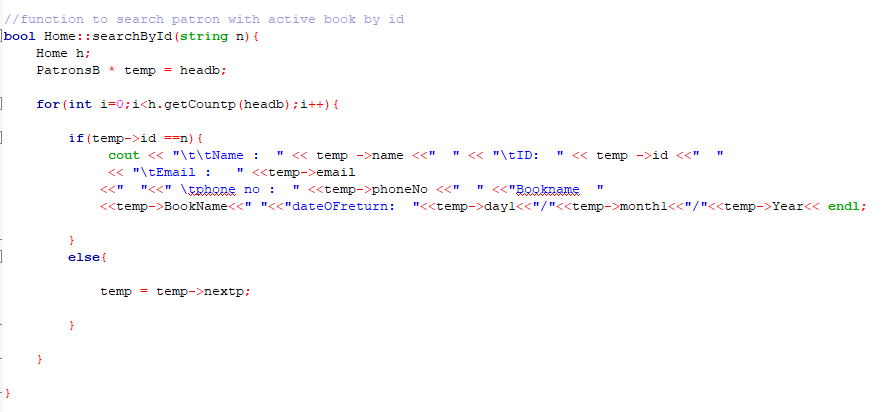 //function to search patron with active book by id
bool Home::searchById(string n){
    Home h;
    PatronsB * temp = headb;

    for(int i=0;i<h.getCountp(headb);i++){

        if(temp->id ==n){
             cout << "\t\tName :  " << temp ->name <<"  " << "\tID:  " << temp ->id <<"  "
             << "\tEmail :   " <<temp->email
            <<"  "<<" \tphone no :  " <<temp->phoneNo <<"  " <<"Bookname  "
            <<temp->BookName<<" "<<"dateOFreturn:  "<<temp->day1<<"/"<<temp->month1<<"/"<<temp->Year<< endl;

        }
        else{

            temp = temp->nextp;

        }

    }

}